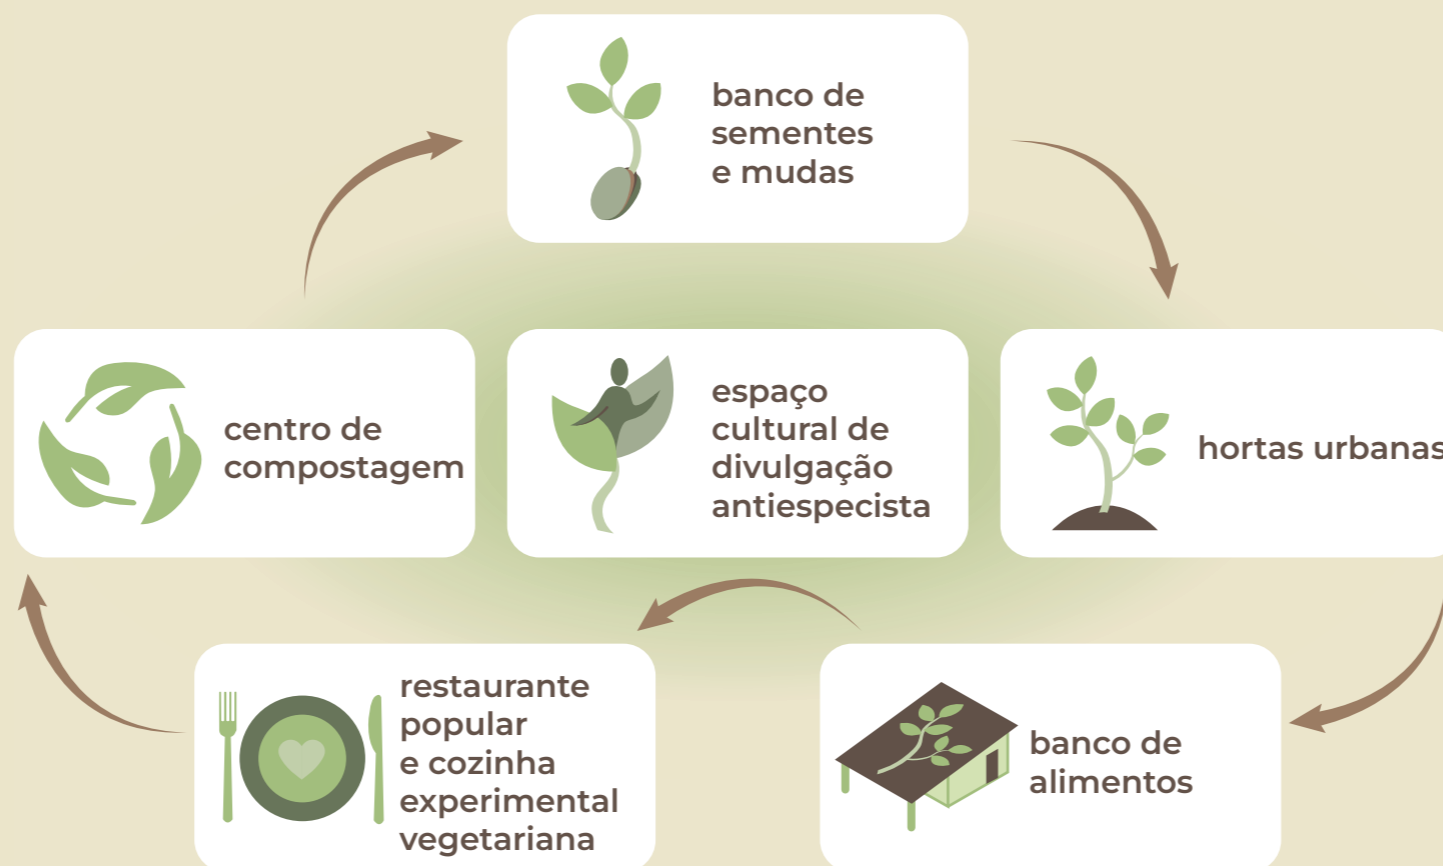 banco de
sementes
e mudas
centro de
compostagem
espaço
cultural de
divulgação
antiespecista
hortas urbanas
restaurante
popular
e cozinha
experimental
vegetariana
banco de
alimentos